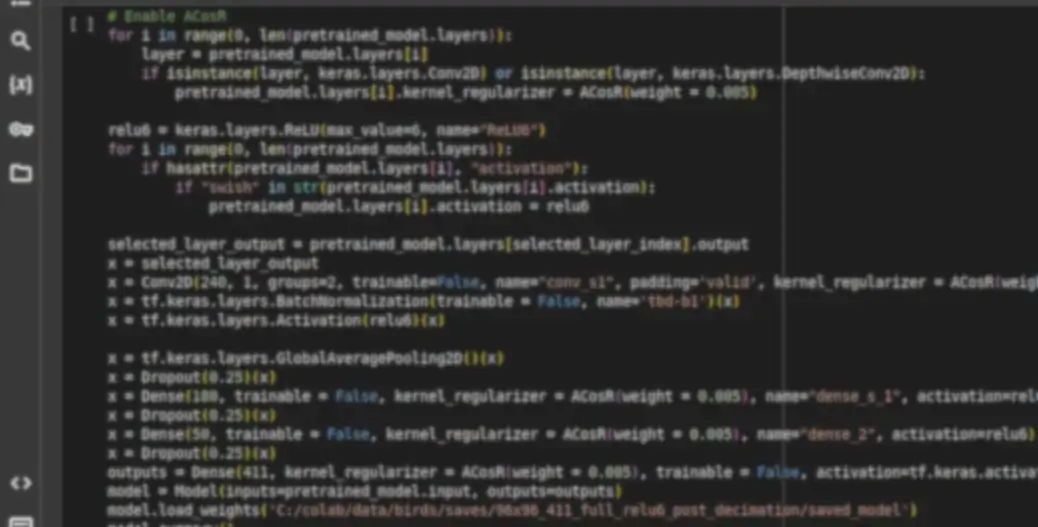 # Enable ACosR
[ ]
for i in range(0, len(pretrained_model.layers)):
    layer = pretrained_model.layers[i]
    if isinstance(layer, keras.layers.Conv2D) or isinstance(layer, keras.layers.DepthwiseConv2D):
        pretrained_model.layers[i].kernel_regularizer = ACosR(weight = 0.005)
relu6 = keras.layers.ReLU(max_value=6, name="ReLU6")
for i in range(0, len(pretrained_model.layers)):
    if hasattr(pretrained_model.layers[i], "activation"):
        if "swish" in str(pretrained_model.layers[i].activation):
            pretrained_model.layers[i].activation = relu6
selected_layer_output = pretrained_model.layers[selected_layer_index].output
x = selected_layer_output
x = Conv2D(240, 1, groups=2, trainable=False, name="conv_s1", padding='valid', kernel_regularizer = ACosR(weigh
x = tf.keras.layers.BatchNormalization(trainable = False, name='tbd-b1')(x)
x = tf.keras.layers.Activation(relu6)(x)
x = tf.keras.layers.GlobalAveragePooling2D()(x)
x = Dropout(0.25)(x)
x = Dense(100, trainable = False, kernel_regularizer = ACosR(weight = 0.005), name="dense_s_1", activation=relu
x = Dropout(0.25)(x)
x = Dense(50, trainable = False, kernel_regularizer = ACosR(weight = 0.005), name="dense_2", activation=relu6)
x = Dropout(0.25)(x)
outputs = Dense(411, kernel_regularizer = ACosR(weight = 0.005), trainable = False, activation=tf.keras.activa
model = Model(inputs=pretrained_model.input, outputs=outputs)
model.load_weights('C:/colab/data/birds/saves/96x96_411_full_relu6_post_decimation/saved_model')